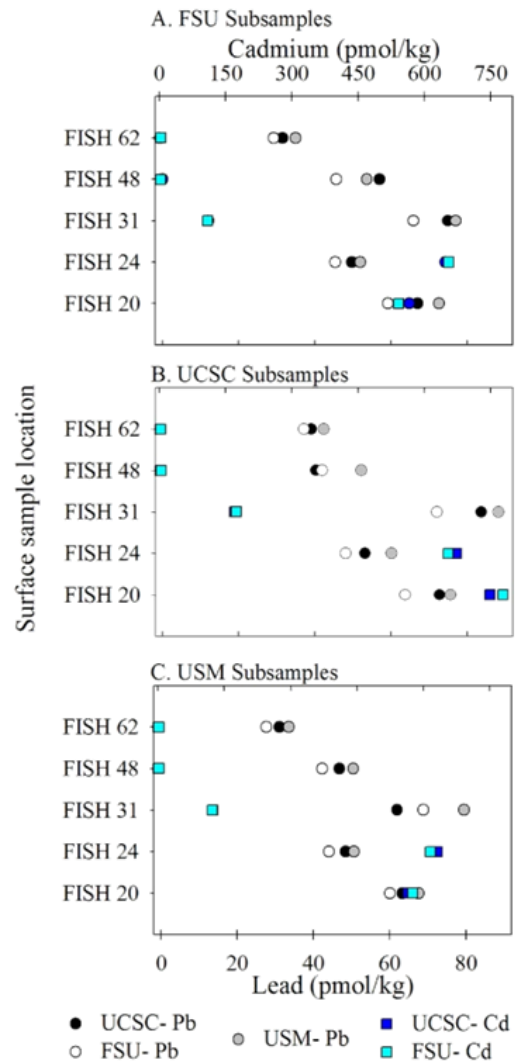 A. FSU Subsamples
Cadmium (pmol/kg)
0 150 300 450 600 750
FISH 62
FISH 48
FISH 31
FISH 24
FISH 20
B. UCSC Subsamples
FISH 62
FISH 48
FISH 31
FISH 24
FISH 20
Surface sample location
C. USM Subsamples
FISH 62
FISH 48
FISH 31
FISH 24
FISH 20
0 20 40 60 80
Lead (pmol/kg)
UCSC- Pb USM- Pb UCSC- Cd
FSU- Pb FSU- Cd